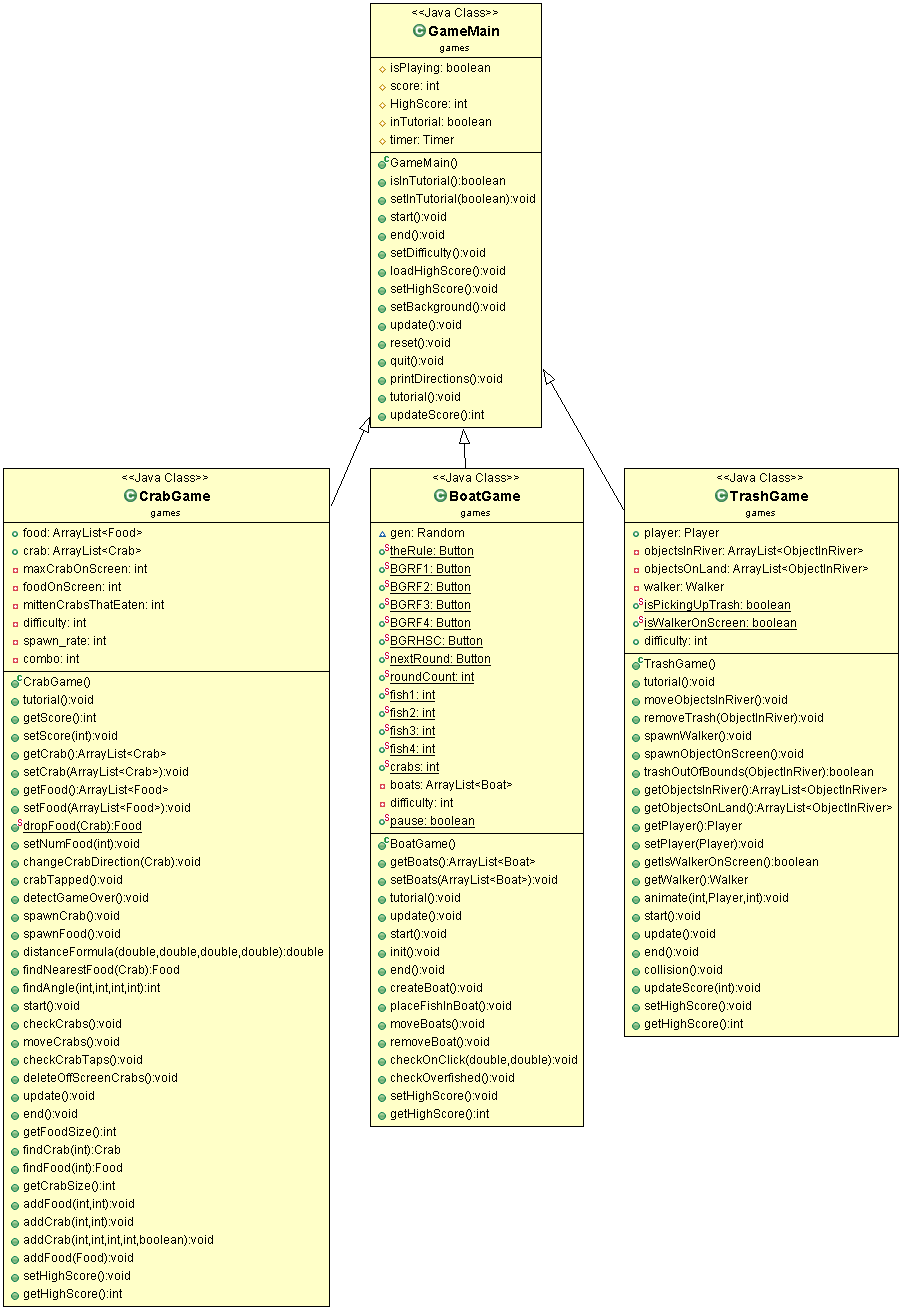 <<Java Class>>
GameMain
games
isPlaying: boolean
score: int
HighScore: int
inTutorial: boolean
timer: Timer
GameMain()
isInTutorial():boolean
setInTutorial(boolean):void
start():void
end():void
setDifficulty():void
loadHighScore():void
setHighScore():void
setBackground():void
update():void
reset():void
quit():void
printDirections():void
tutorial():void
updateScore():int
<<Java Class>>
CrabGame
games
food: ArrayList<Food>
crab: ArrayList<Crab>
maxCrabOnScreen: int
foodOnScreen: int
mittenCrabsThatEaten: int
difficulty: int
spawn_rate: int
combo: int
CrabGame()
tutorial():void
getScore():int
setScore(int):void
getCrab():ArrayList<Crab>
setCrab(ArrayList<Crab>):void
getFood():ArrayList<Food>
setFood(ArrayList<Food>):void
dropFood(Crab):Food
setNumFood(int):void
changeCrabDirection(Crab):void
crabTapped():void
detectGameOver():void
spawnCrab():void
spawnFood():void
distanceFormula(double,double,double,double):double
findNearestFood(Crab):Food
findAngle(int,int,int,int):int
start():void
checkCrabs():void
moveCrabs():void
checkCrabTaps():void
deleteOffScreenCrabs():void
update():void
end():void
getFoodSize():int
findCrab(int):Crab
findFood(int):Food
getCrabSize():int
addFood(int,int):void
addCrab(int,int):void
addCrab(int,int,int,int,boolean):void
addFood(Food):void
setHighScore():void
getHighScore():int
<<Java Class>>
BoatGame
games
gen: Random
theRule: Button
BGRF1: Button
BGRF2: Button
BGRF3: Button
BGRF4: Button
BGRHSC: Button
nextRound: Button
roundCount: int
fish1: int
fish2: int
fish3: int
fish4: int
crabs: int
boats: ArrayList<Boat>
difficulty: int
pause: boolean
BoatGame()
getBoats():ArrayList<Boat>
setBoats(ArrayList<Boat>):void
tutorial():void
update():void
start():void
init():void
end():void
createBoat():void
placeFishInBoat():void
moveBoats():void
removeBoat():void
checkOnClick(double,double):void
checkOverfished():void
setHighScore():void
getHighScore():int
<<Java Class>>
TrashGame
games
player: Player
objectsInRiver: ArrayList<ObjectInRiver>
objectsOnLand: ArrayList<ObjectInRiver>
walker: Walker
isPickingUpTrash: boolean
isWalkerOnScreen: boolean
difficulty: int
TrashGame()
tutorial():void
moveObjectsInRiver():void
removeTrash(ObjectInRiver):void
spawnWalker():void
spawnObjectOnScreen():void
trashOutOfBounds(ObjectInRiver):boolean
getObjectsInRiver():ArrayList<ObjectInRiver>
getObjectsOnLand():ArrayList<ObjectInRiver>
getPlayer():Player
setPlayer(Player):void
getIsWalkerOnScreen():boolean
getWalker():Walker
animate(int,Player,int):void
start():void
update():void
end():void
collision():void
updateScore(int):void
setHighScore():void
getHighScore():int